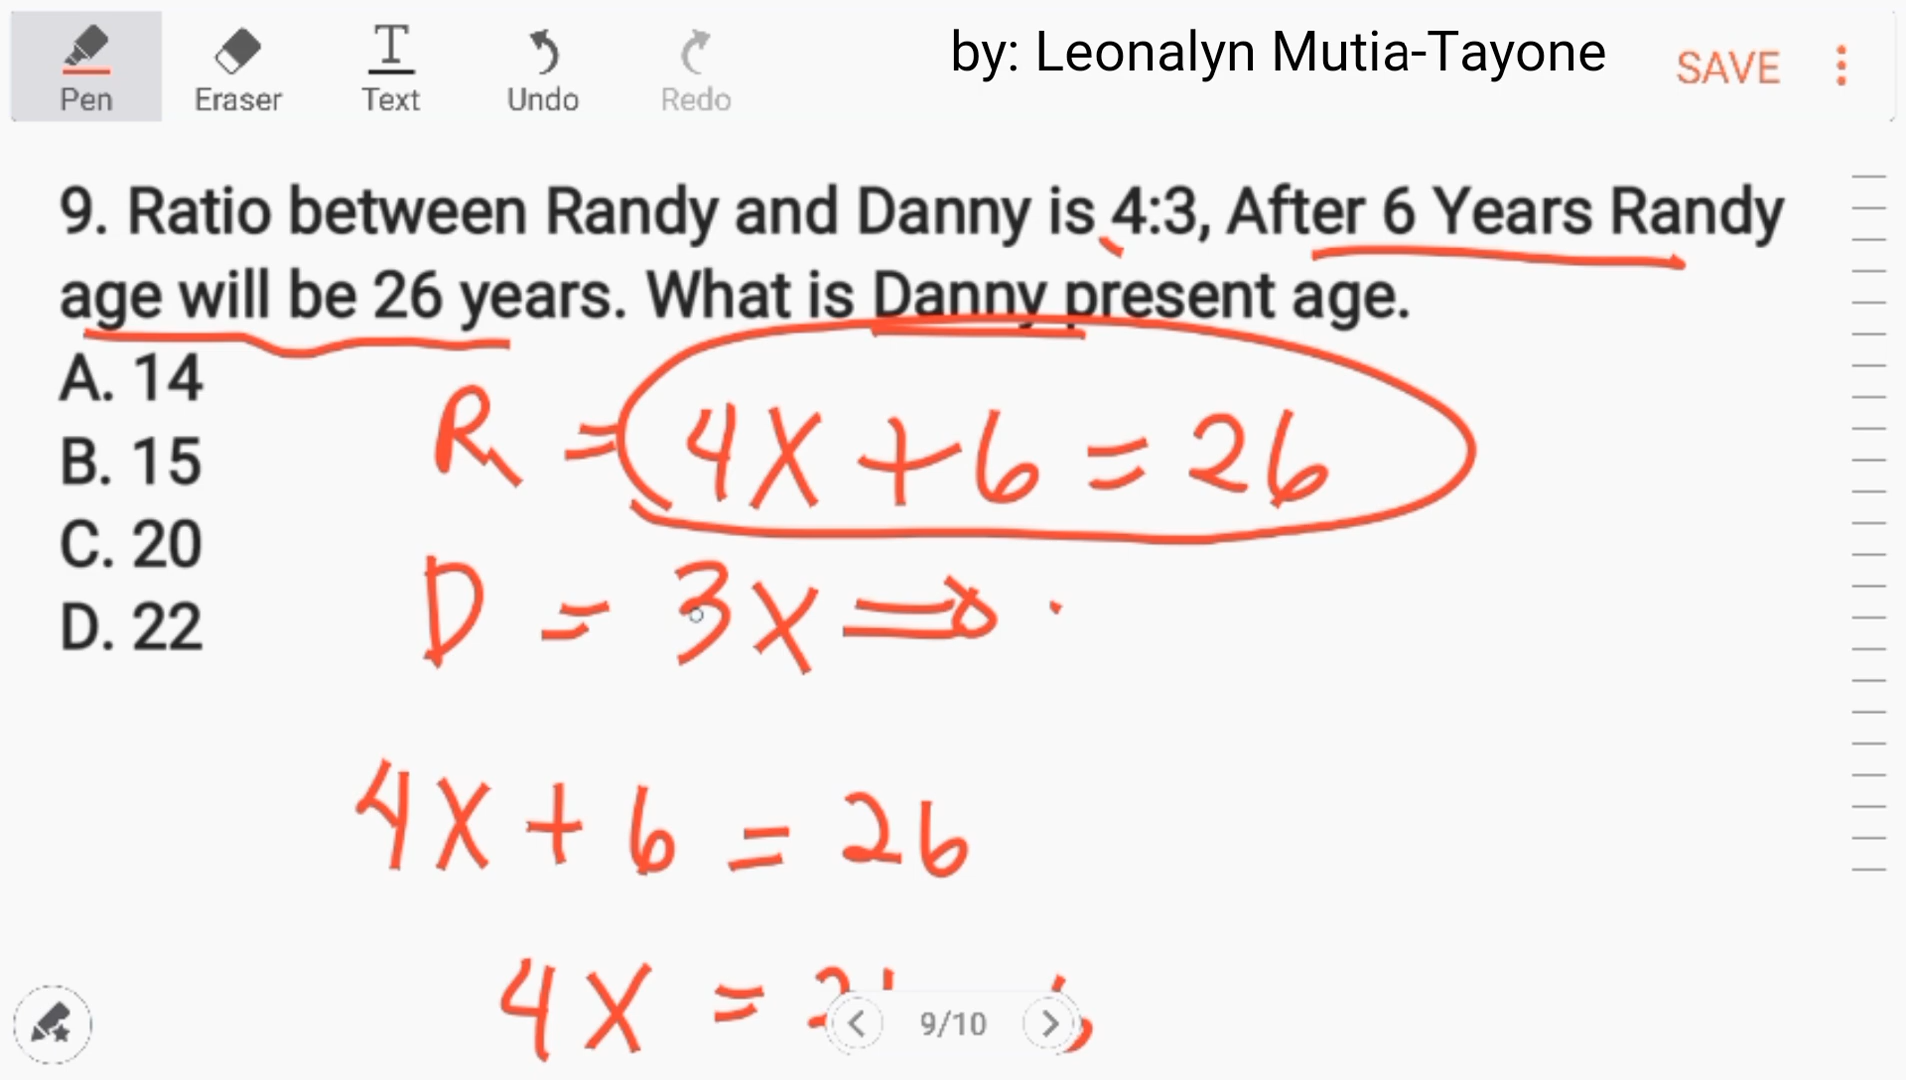 Pen Eraser Text Undo Redo by: Leonalyn Mutia-Tayone SAVE
9. Ratio between Randy and Danny is 4:3, After 6 Years Randy
age will be 26 years. What is Danny present age.
A. 14
B. 15
C. 20
D. 22
R = 4X + 6 = 26
D = 3X
4X + 6 = 26
4X =
9/10